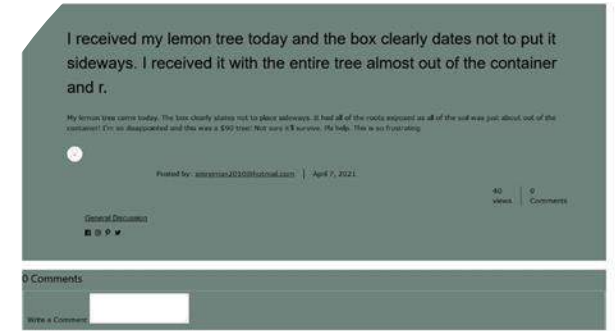 I received my lemon tree today and the box clearly dates not to put it
sideways. I received it with the entire tree almost out of the container
and r.
My lemon tree came today. The box clearly states not to place sideways. It had all of the roots exposed as all of the soil was just about out of the
container! I'm so disappointed and this was a $90 tree! Not sure it'll survive. Pls help. This is so frustrating
Posted by: | April 7, 2021
40 views | 0 Comments
General Discussion
0 Comments
Write a Comment